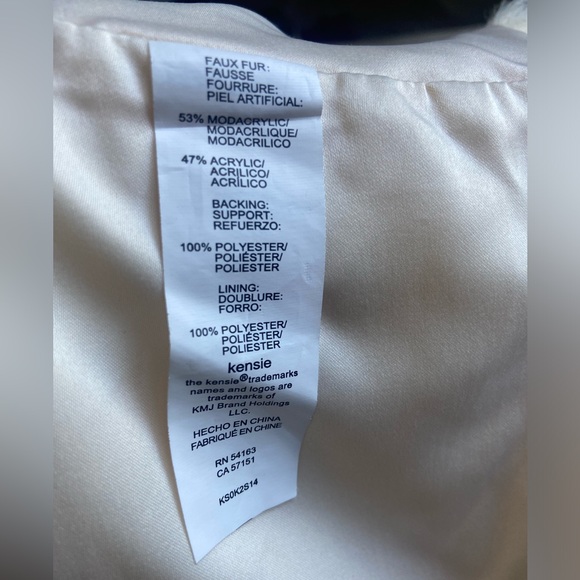 FAUX FUR:
FAUSSE
FOURRURE:
PIEL ARTIFICIAL:
53% MODACRYLIC/
MODACRLIQUE/
MODACRILICO
47% ACRYLIC/
ACRILICO/
ACRÍLICO
BACKING:
SUPPORT:
REFUERZO:
100% POLYESTER/
POLIÉSTER/
POLIESTER
LINING:
DOUBLURE:
FORRO:
100% POLYESTER/
POLIÉSTER/
POLIESTER
kensie
the kensie®trademarks
names and logos are
trademarks of
KMJ Brand Holdings
LLC.
HECHO EN CHINA
FABRIQUÉ EN CHINE
RN 54163
CA 57151
KS0K2S14